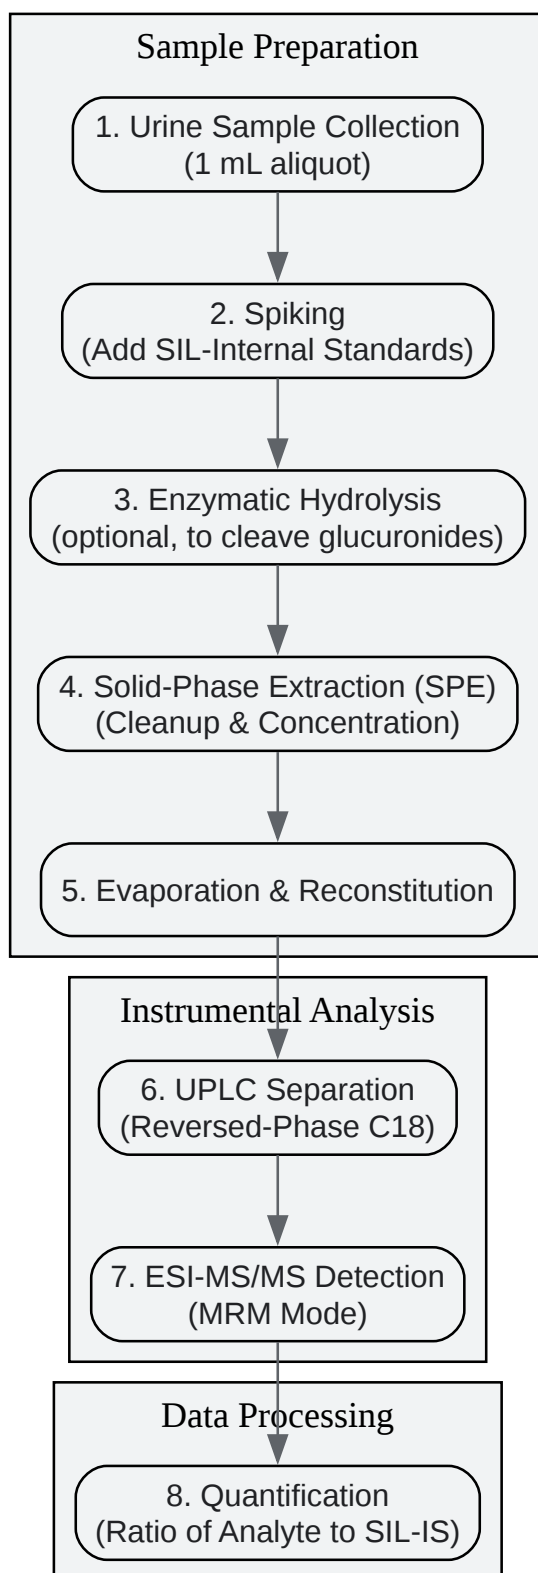 Sample Preparation
1. Urine Sample Collection
(1 mL aliquot)
2. Spiking
(Add SIL-Internal Standards)
3. Enzymatic Hydrolysis
(optional, to cleave glucuronides)
4. Solid-Phase Extraction (SPE)
(Cleanup & Concentration)
5. Evaporation & Reconstitution
Instrumental Analysis
6. UPLC Separation
(Reversed-Phase C18)
7. ESI-MS/MS Detection
(MRM Mode)
Data Processing
8. Quantification
(Ratio of Analyte to SIL-IS)